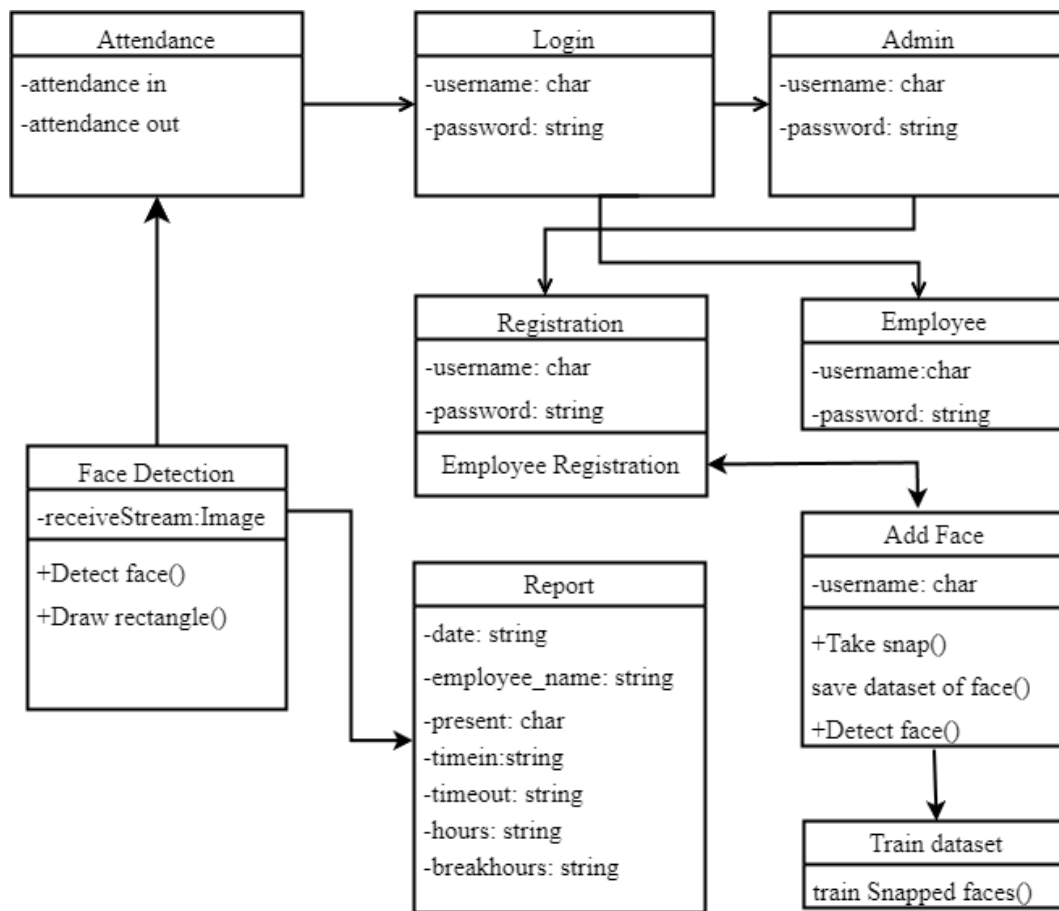 Attendance
-attendance in
-attendance out
Login
-username: char
-password: string
Admin
-username: char
-password: string
Registration
-username: char
-password: string
Employee Registration
Employee
-username:char
-password: string
Face Detection
-receiveStream:Image
+Detect face()
+Draw rectangle()
Report
-date: string
-employee_name: string
-present: char
-timein:string
-timeout: string
-hours: string
-breakhours: string
Add Face
-username: char
+Take snap()
save dataset of face()
+Detect face()
Train dataset
train Snapped faces()